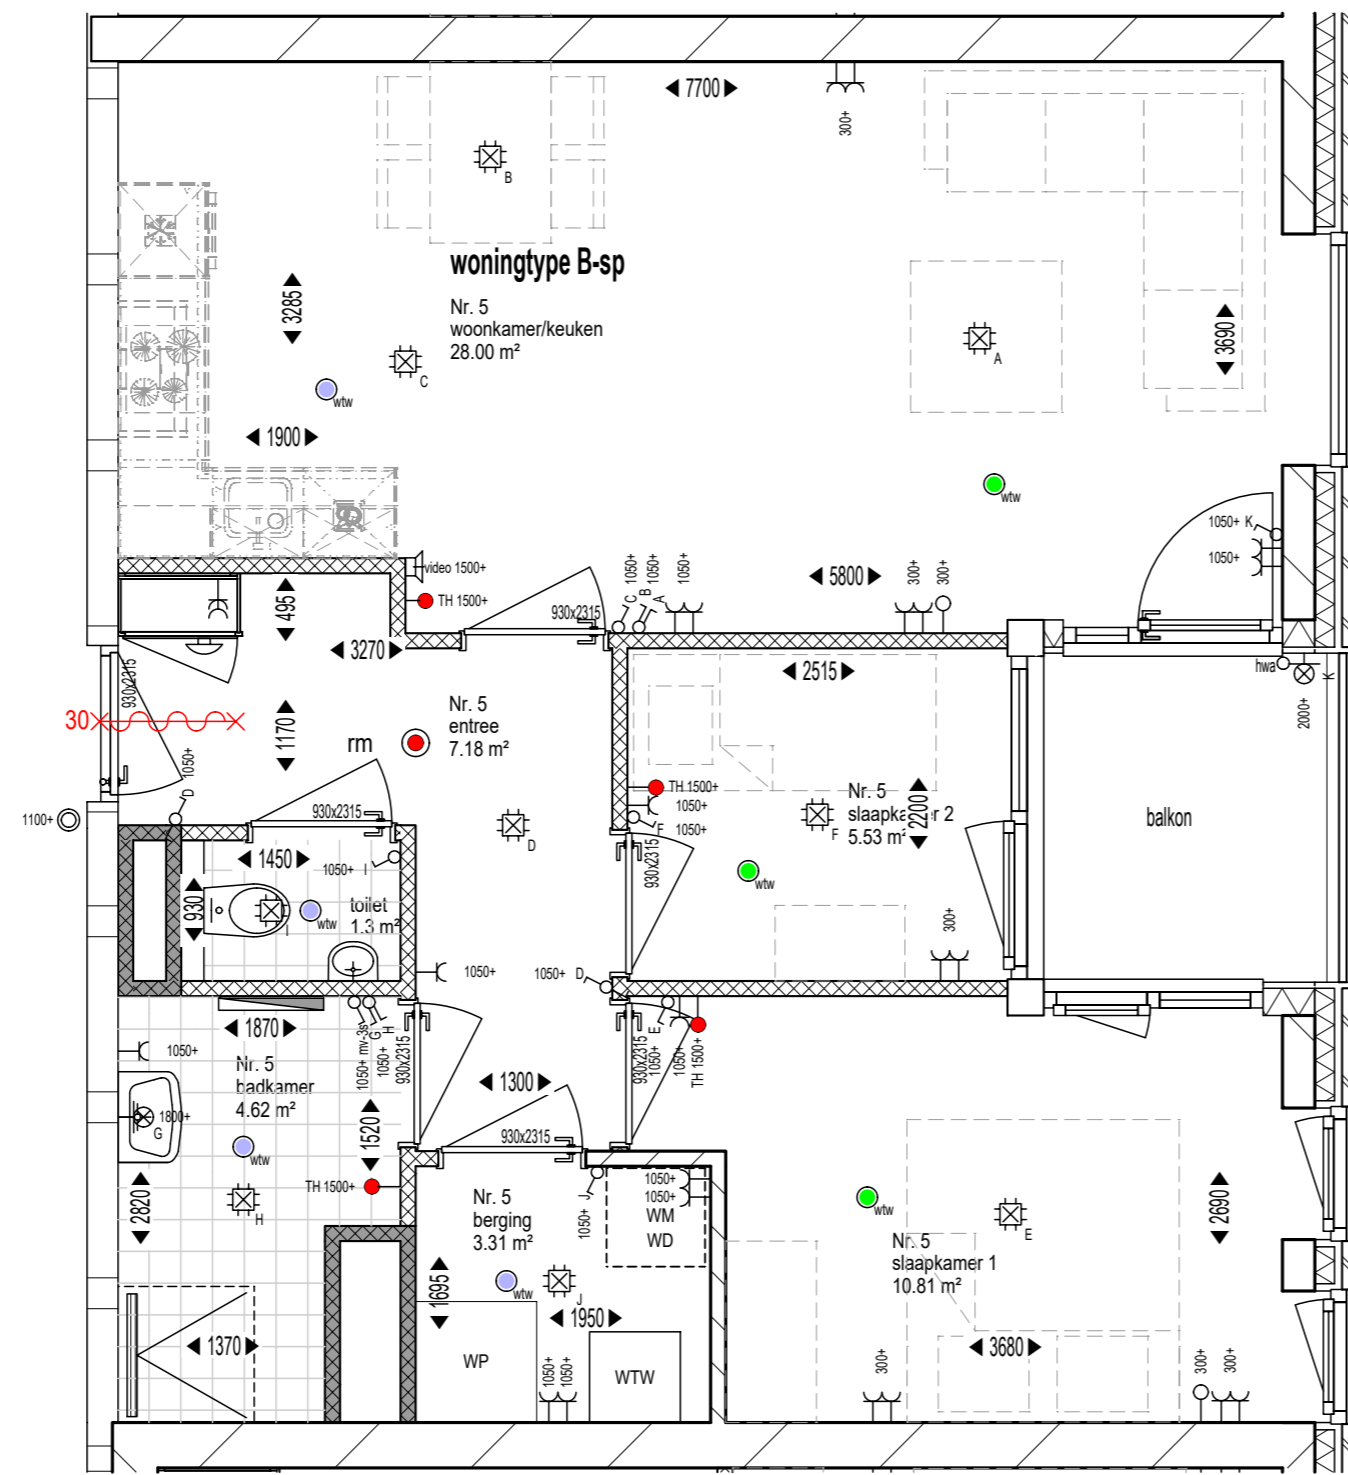 7700
300+
B
woningtype B-sp
Nr. 5
woonkamer/keuken
28.00 m²
3285
3690
A
C
wtw
1900
wtw
1050+ K
1050+
video 1500+
TH 1500+
930x2315
C 1050+
B 1050+
A
1050+
5800
300+
300+
495
3270
930x2315
2515
hwa
K
2000+
30
1170
rm
Nr. 5
entree
7.18 m²
TH 1500+
1050+
F 1050+
Nr. 5
slaapkamer 2
5.53 m²
2200
F
balkon
D 1050+
1100+
930x2315
D
1450
1050+ I
930x2315
wtw
930
toilet
1.3 m²
I
wtw
300+
1050+
1050+ D
1870
1050+
Nr. 5
badkamer
4.62 m²
1050+ mv-3s
G
H
1050+
930x2315
930x2315
E
1050+
1050+
TH 1500+
1300
1800+
G
1520
930x2315
wtw
TH 1500+
2820
H
Nr. 5
berging
3.31 m²
1050+ J
1050+
1050+
WM
WD
wtw
E
2690
Nr. 5
slaapkamer 1
10.81 m²
1695
wtw
J
1950
1370
WP
WTW
1050+
1050+
3680
300+
300+
300+